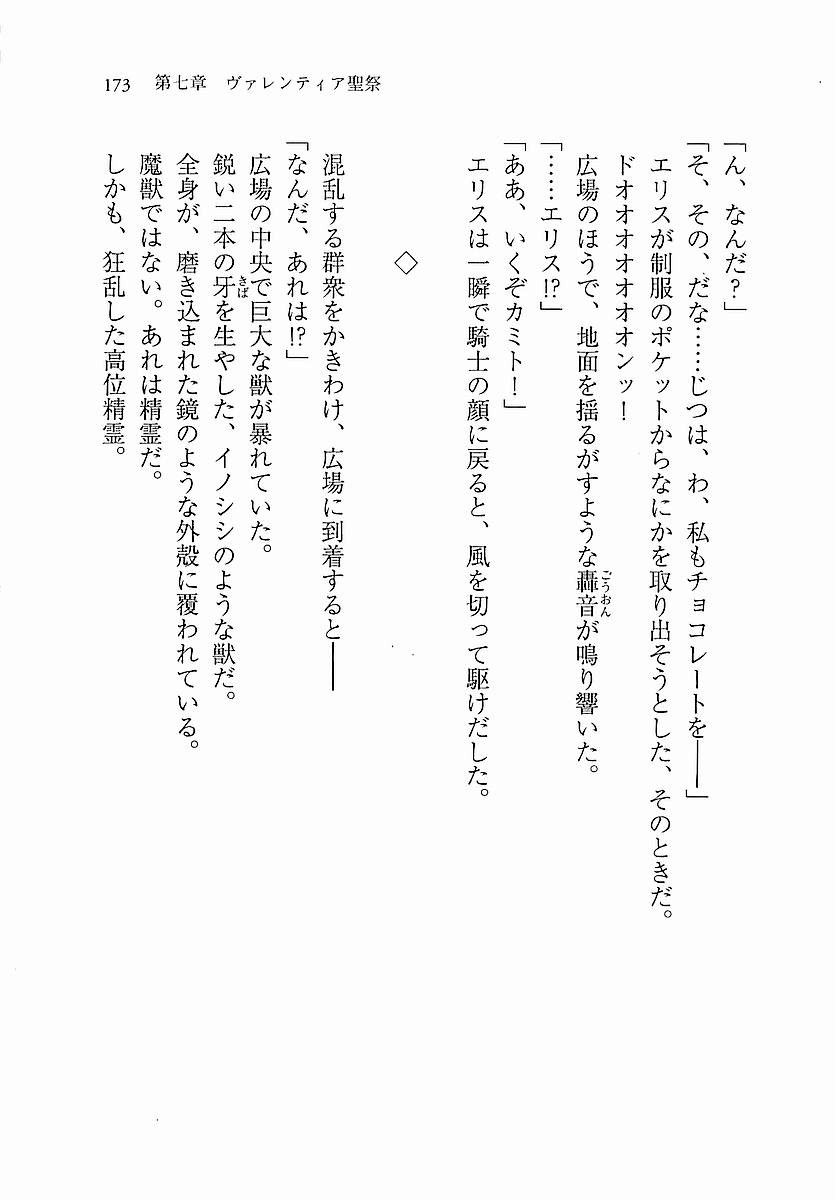 173 第七章 ヴァレンティア聖祭
「ん、なんだ？」
「そ、その、だな……じつは、わ、私もチョコレートを――」
エリスが制服のポケットからなにかを取り出そうとした、そのときだ。
ドオオオオオオオンッ！
広場のほうで、地面を揺るがすような轟音が鳴り響いた。
「……エリス!?」
「ああ、いくぞカミト！」
エリスは一瞬で騎士の顔に戻ると、風を切って駆けだした。
◇
混乱する群衆をかきわけ、広場に到着すると――
「なんだ、あれは!?」
広場の中央で巨大な獣が暴れていた。
鋭い二本の牙を生やした、イノシシのような獣だ。
全身が、磨き込まれた鏡のような外殻に覆われている。
魔獣ではない。あれは精霊だ。
しかも、狂乱した高位精霊。